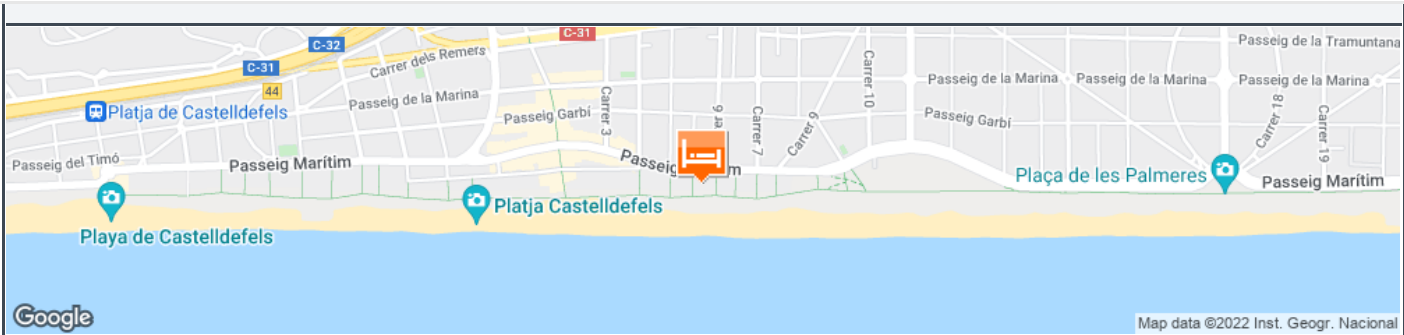 C-31
C-32
Passeig de la Tramuntana
Carrer dels Remers
C-31
44
Passeig de la Marina
Passeig de la Marina
Passeig de la Marina
Passeig de la Marina
Platja de Castelldefels
Passeig Garbí
Carrer 3
Carrer 7
Carrer 9
Carrer 10
Passeig Garbí
Carrer 18
Carrer 19
Passeig del Timó
Passeig Marítim
Plaça de les Palmeres
Passeig Marítim
Platja Castelldefels
Playa de Castelldefels
Google
Map data ©2022 Inst. Geogr. Nacional